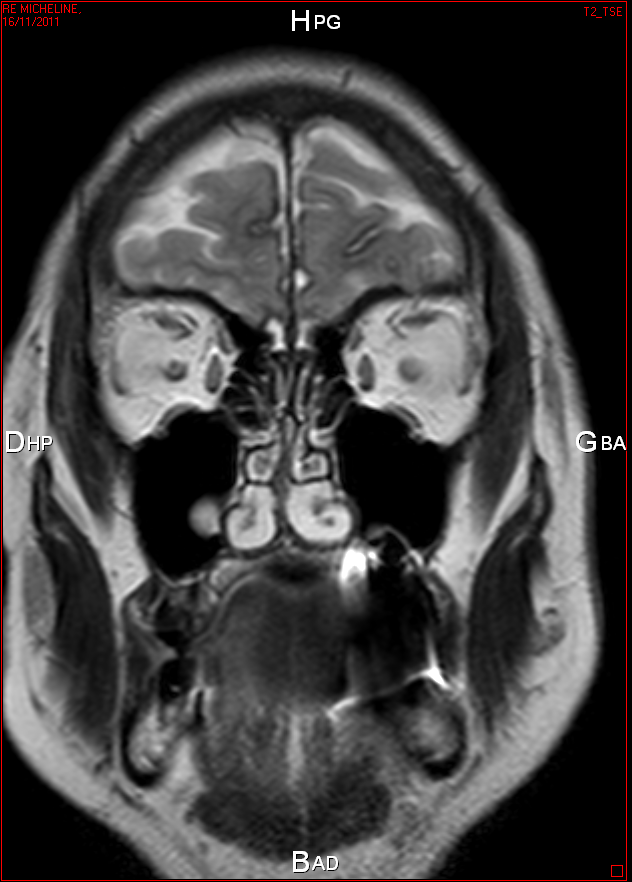 RE MICHELINE.
16/11/2011
HPG
T2_TSE
DHP
GBA
BAD